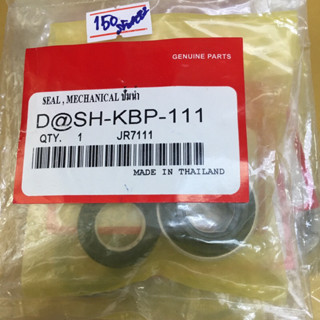 150
GENUINE PARTS
SEAL , MECHANICAL ปั๊มน้ำ
D@SH-KBP-111
QTY. 1 JR7111
MADE IN THAILAND